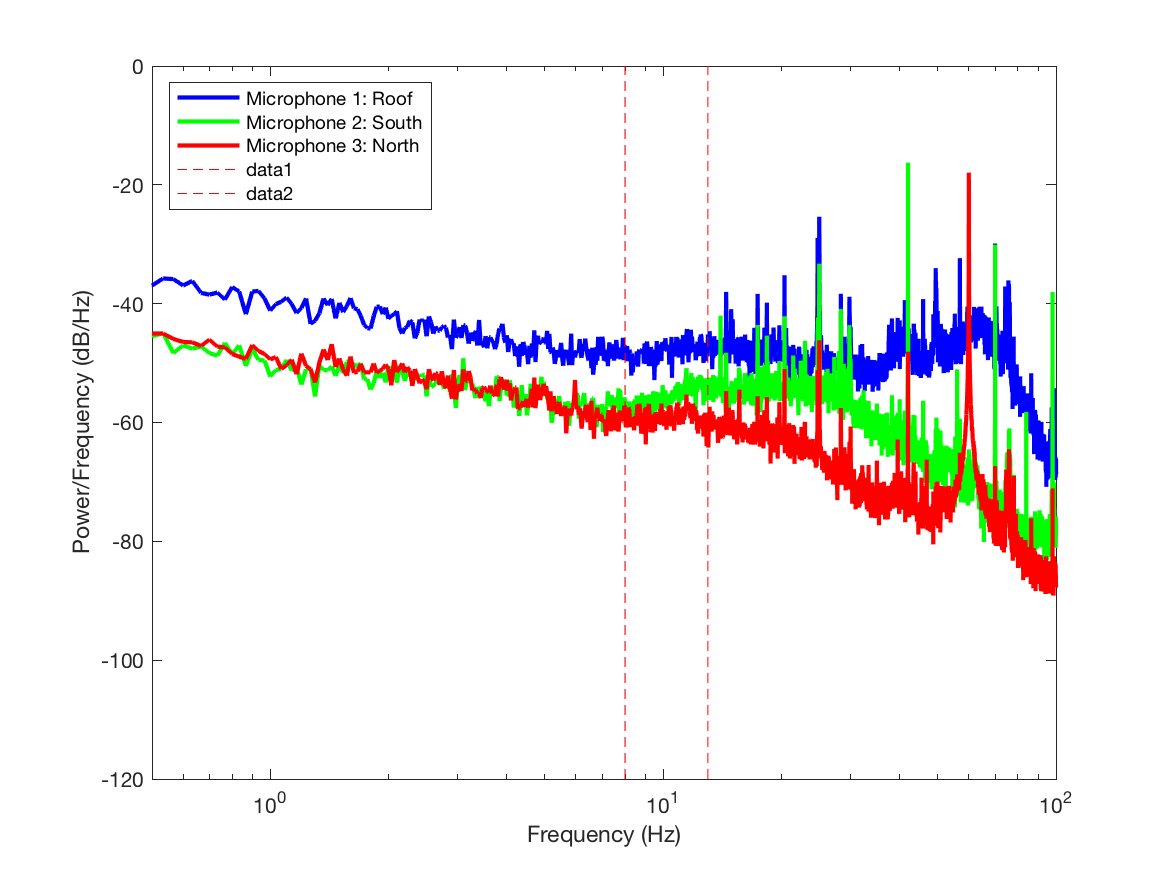 0
-20
-40
-60
-80
-100
-120
Power/Frequency (dB/Hz)
Microphone 1: Roof
Microphone 2: South
Microphone 3: North
data1
data2
10^0 10^1 10^2
Frequency (Hz)